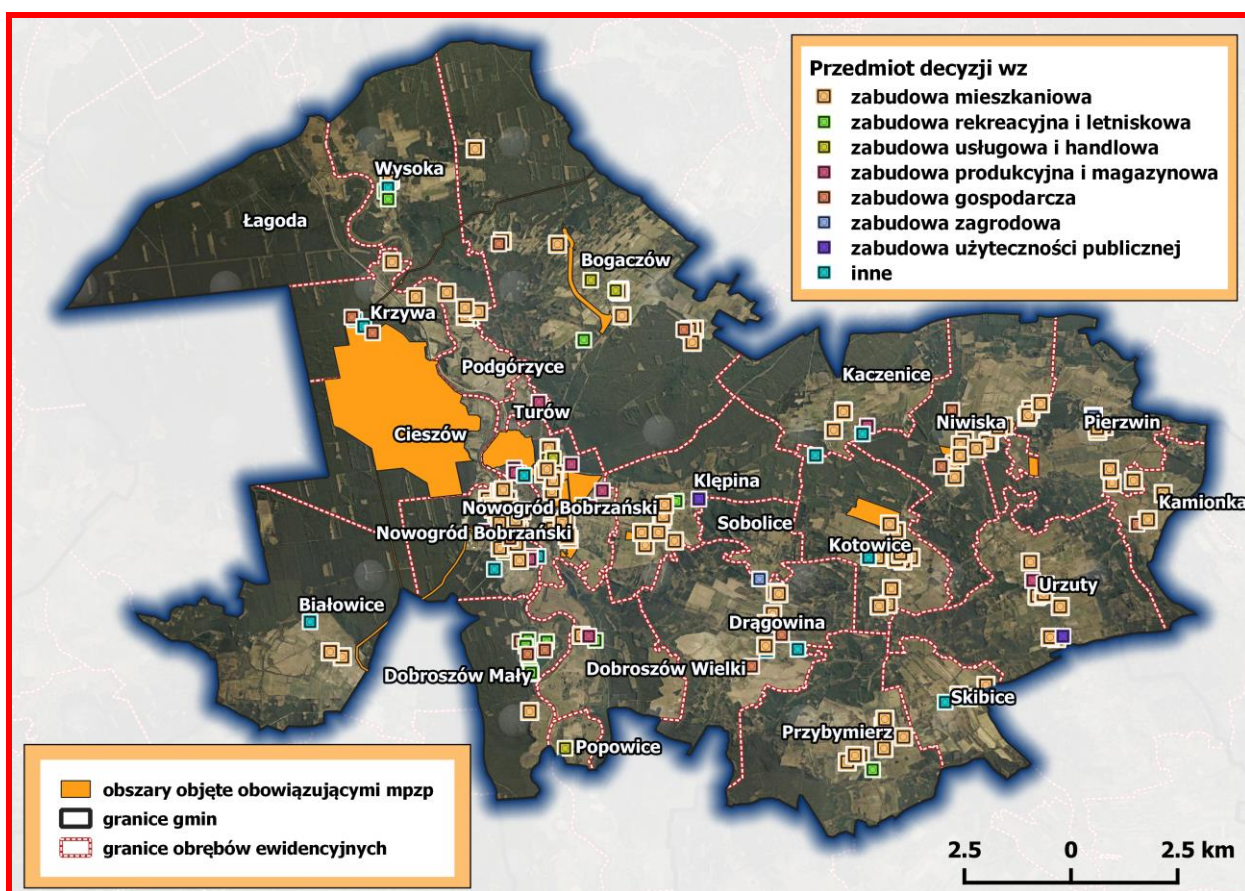 Przedmiot decyzji wz
zabudowa mieszkaniowa
zabudowa rekreacyjna i letniskowa
zabudowa usługowa i handlowa
zabudowa produkcyjna i magazynowa
zabudowa gospodarcza
zabudowa zagrodowa
zabudowa użyteczności publicznej
inne
Wysoka
Łagoda
Bogaczów
Krzywa
Podgórzyce
Kaczenice
Turów
Cieszów
Niwiska
Pierzwin
Klępina
Nowogród Bobrzański
Kamionka
Sobolice
Nowogród Bobrzański
Kotowice
Urzuty
Białowice
Drągowina
Dobroszów Mały
Dobroszów Wielki
Skibice
Przybymierz
Popowice
obszary objęte obowiązującymi mpzp
granice gmin
granice obrębów ewidencyjnych
2.5 0 2.5 km